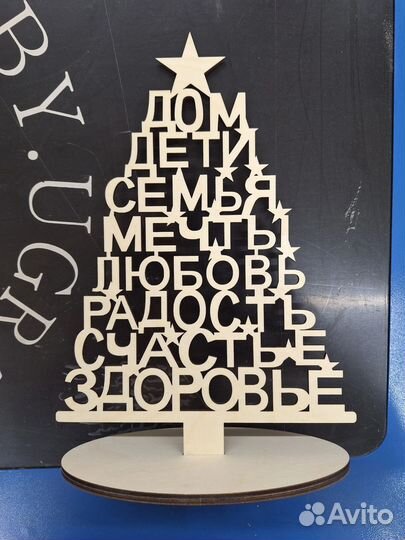 ДОМ
ДЕТИ
СЕМЬЯ
МЕЧТЫ
ЛЮБОВЬ
РАДОСТЬ
СЧАСТЬЕ
ЗДОРОВЬЕ
BY.UGR
Avito